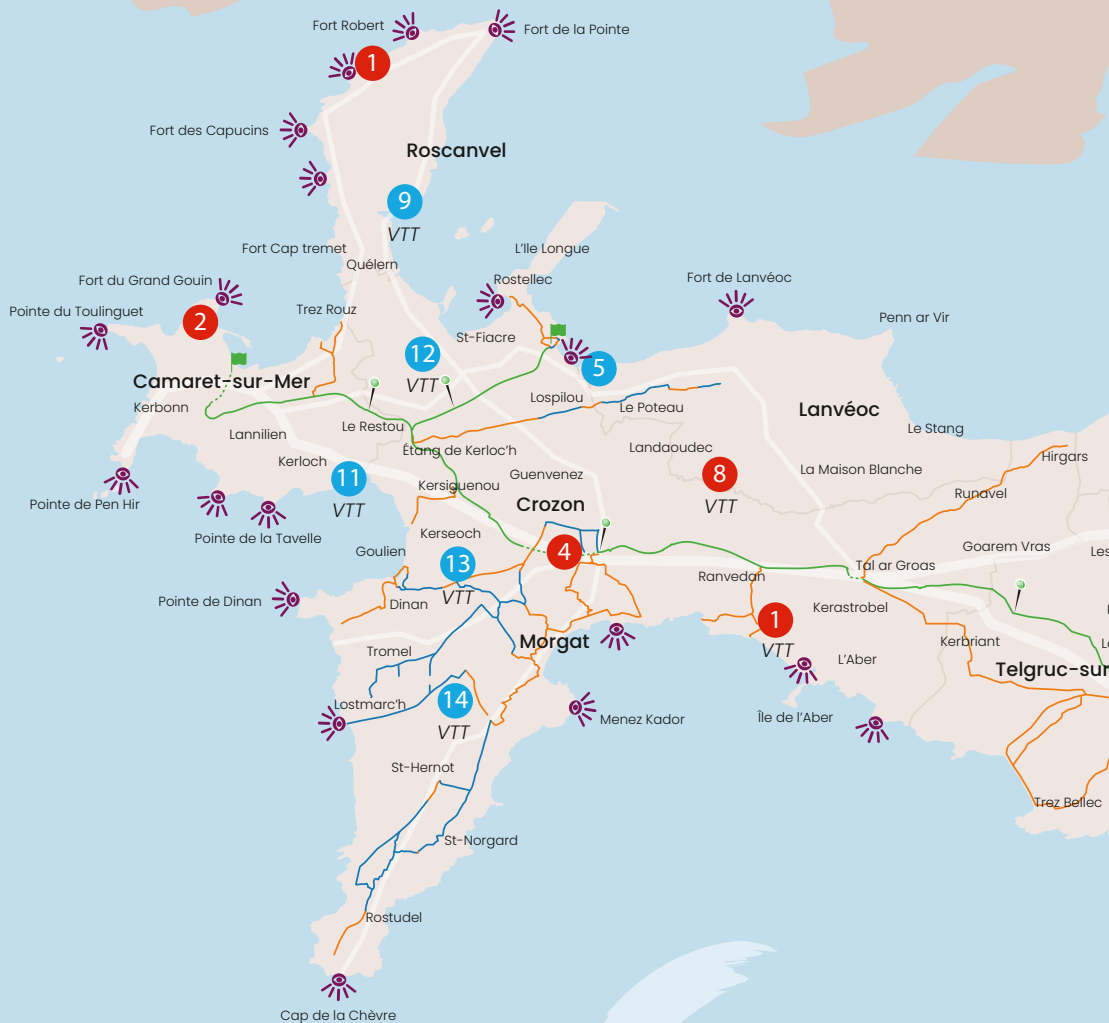 Fort Robert
Fort de la Pointe
1
Fort des Capucins
Roscanvel
9
VTT
Fort Cap tremet
L'Ile Longue
Quélern
Fort du Grand Gouin
Rostellec
Fort de Lanvéoc
Pointe du Toulinguet
Trez Rouz
Penn ar Vir
2
St-Fiacre
12
VTT
5
Camaret-sur-Mer
Kerbonn
Lospilou
Le Poteau
Lanvéoc
Lannilien
Le Restou
Le Stang
Étang de Kerloc'h
Landaoudec
Hirgars
Kerloch
Guenvenez
La Maison Blanche
11
VTT
Kersiguenou
8
VTT
Runavel
Pointe de Pen Hir
Crozon
Pointe de la Tavelle
Kerseoch
Goulien
4
Goarem Vras
Les
13
VTT
Ranvedan
Tal ar Groas
Pointe de Dinan
Dinan
Kerastrobel
1
VTT
Morgat
Kerbriant
Tromel
L'Aber
Telgruc-sur
Lostmarc'h
14
VTT
Menez Kador
Île de l'Aber
St-Hernot
Trez Bellec
St-Norgard
Rostudel
Cap de la Chèvre